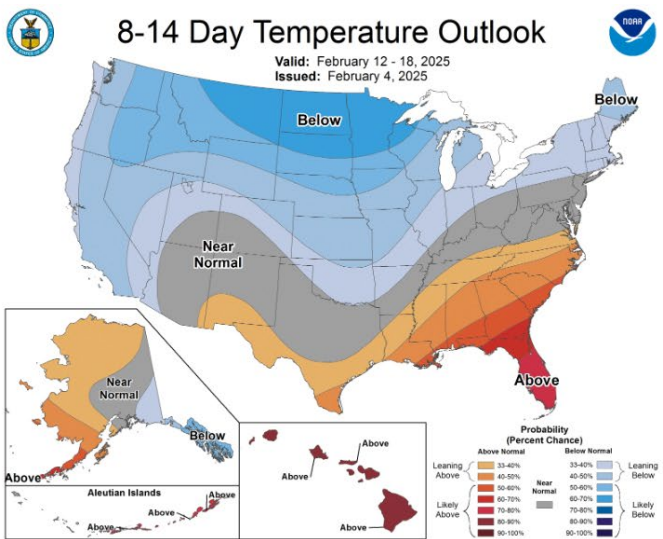 8-14 Day Temperature Outlook
NOAA
Valid: February 12 - 18, 2025
Issued: February 4, 2025
Below
Below
Near
Normal
Above
Near
Normal
Below
Above
Aleutian Islands
Above
Above
Above
Above
Above
Above
Probability
(Percent Chance)
Above Normal Below Normal
Leaning
Above
33-40% 33-40%
40-50% 40-50%
Leaning
Below
Likely
Above
50-60% 50-60%
60-70% 60-70%
70-80% 70-80%
80-90% 80-90%
90-100% 90-100%
Near
Normal
Likely
Below